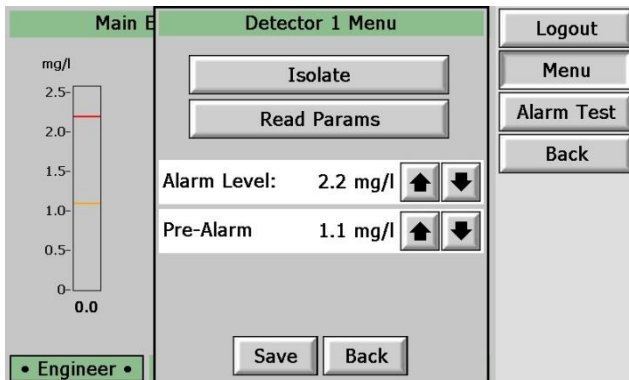 Main E
mg/l
2.5
2.0
1.5
1.0
0.5
0
0.0
• Engineer •
Detector 1 Menu
Isolate
Read Params
Alarm Level: 2.2 mg/l
Pre-Alarm 1.1 mg/l
Save Back
Logout
Menu
Alarm Test
Back